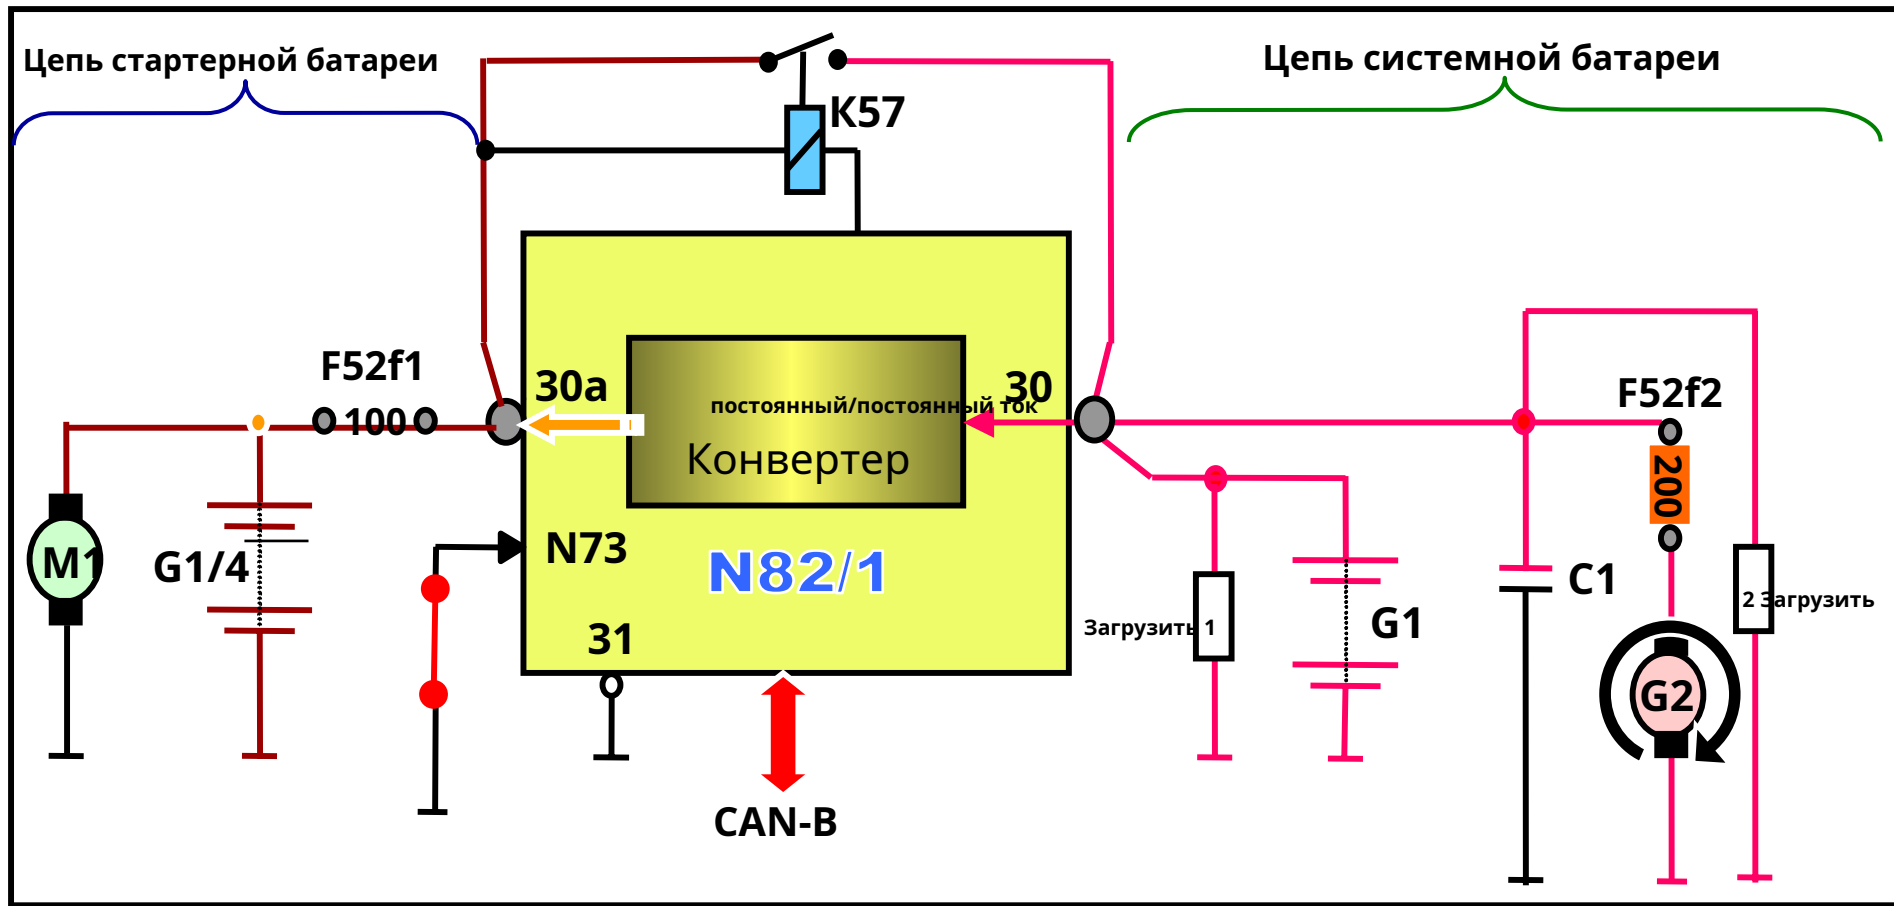 Цепь стартерной батареи
Цепь системной батареи
K57
F52f1
100
30a
30
постоянный/постоянный ток
Конвертер
F52f2
200
M1
G1/4
N73
N82/1
31
Загрузить 1
G1
C1
2 Загрузить
G2
CAN-B